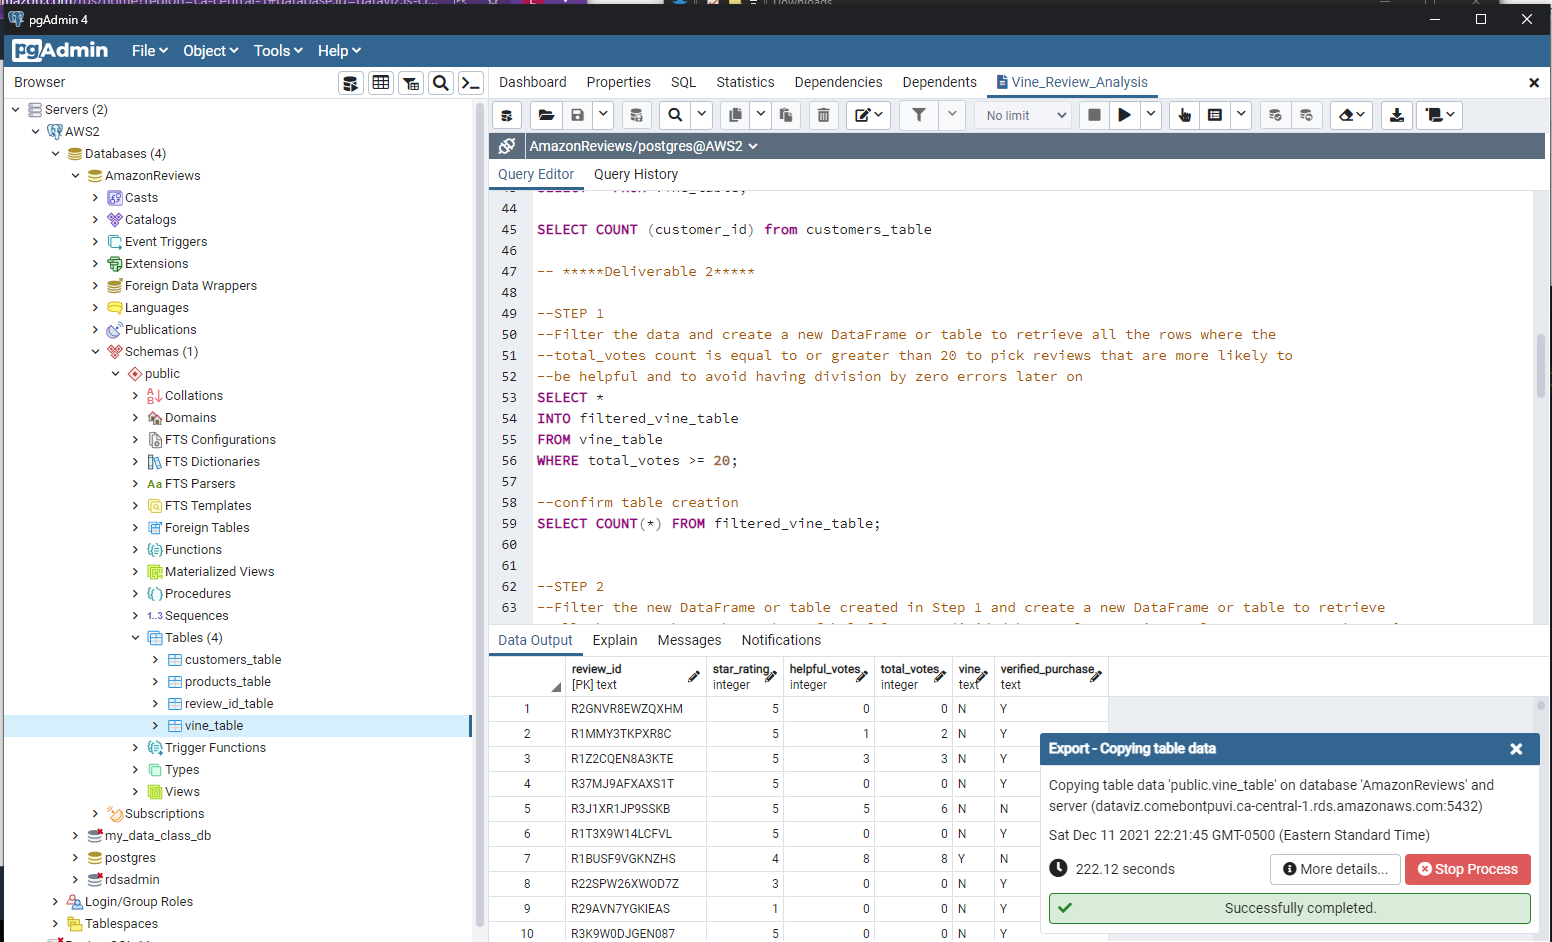 Downloads
pgAdmin 4
pgAdmin File Object Tools Help
Browser
Dashboard Properties SQL Statistics Dependencies Dependents Vine_Review_Analysis
No limit
AmazonReviews/postgres@AWS2
Query Editor Query History
Servers (2)
AWS2
Databases (4)
AmazonReviews
Casts
Catalogs
Event Triggers
Extensions
Foreign Data Wrappers
Languages
Publications
Schemas (1)
public
Collations
Domains
FTS Configurations
FTS Dictionaries
Aa FTS Parsers
FTS Templates
Foreign Tables
Functions
Materialized Views
Procedures
1..3 Sequences
Tables (4)
customers_table
products_table
review_id_table
vine_table
Trigger Functions
Types
Views
Subscriptions
my_data_class_db
postgres
rdsadmin
Login/Group Roles
Tablespaces
44
45 SELECT COUNT (customer_id) from customers_table
46
47 -- *****Deliverable 2*****
48
49 --STEP 1
50 --Filter the data and create a new DataFrame or table to retrieve all the rows where the
51 --total_votes count is equal to or greater than 20 to pick reviews that are more likely to
52 --be helpful and to avoid having division by zero errors later on
53 SELECT *
54 INTO filtered_vine_table
55 FROM vine_table
56 WHERE total_votes >= 20;
57
58 --confirm table creation
59 SELECT COUNT(*) FROM filtered_vine_table;
60
61
62 --STEP 2
63 --Filter the new DataFrame or table created in Step 1 and create a new DataFrame or table to retrieve
Data Output Explain Messages Notifications
review_id star_rating helpful_votes total_votes vine verified_purchase
[PK] text integer integer integer text text
1 R2GNVR8EWZQXHM 5 0 0 N Y
2 R1MMY3TKPXR8C 5 1 2 N Y
3 R1Z2CQEN8A3KTE 5 3 3 N Y
4 R37MJ9AFXAXS1T 5 0 0 N Y
5 R3J1XR1JP9SSKB 5 5 6 N N
6 R1T3X9W14LCFVL 5 0 0 N Y
7 R1BUSF9VGKNZHS 4 8 8 Y N
8 R22SPW26XWOD7Z 3 0 0 N Y
9 R29AVN7YGKIEAS 1 0 0 N Y
10 R3K9W0DJGEN087 5 0 0 N Y
Export - Copying table data
Copying table data 'public.vine_table' on database 'AmazonReviews' and
server (dataviz.comebontpuvi.ca-central-1.rds.amazonaws.com:5432)
Sat Dec 11 2021 22:21:45 GMT-0500 (Eastern Standard Time)
222.12 seconds More details... Stop Process
Successfully completed.